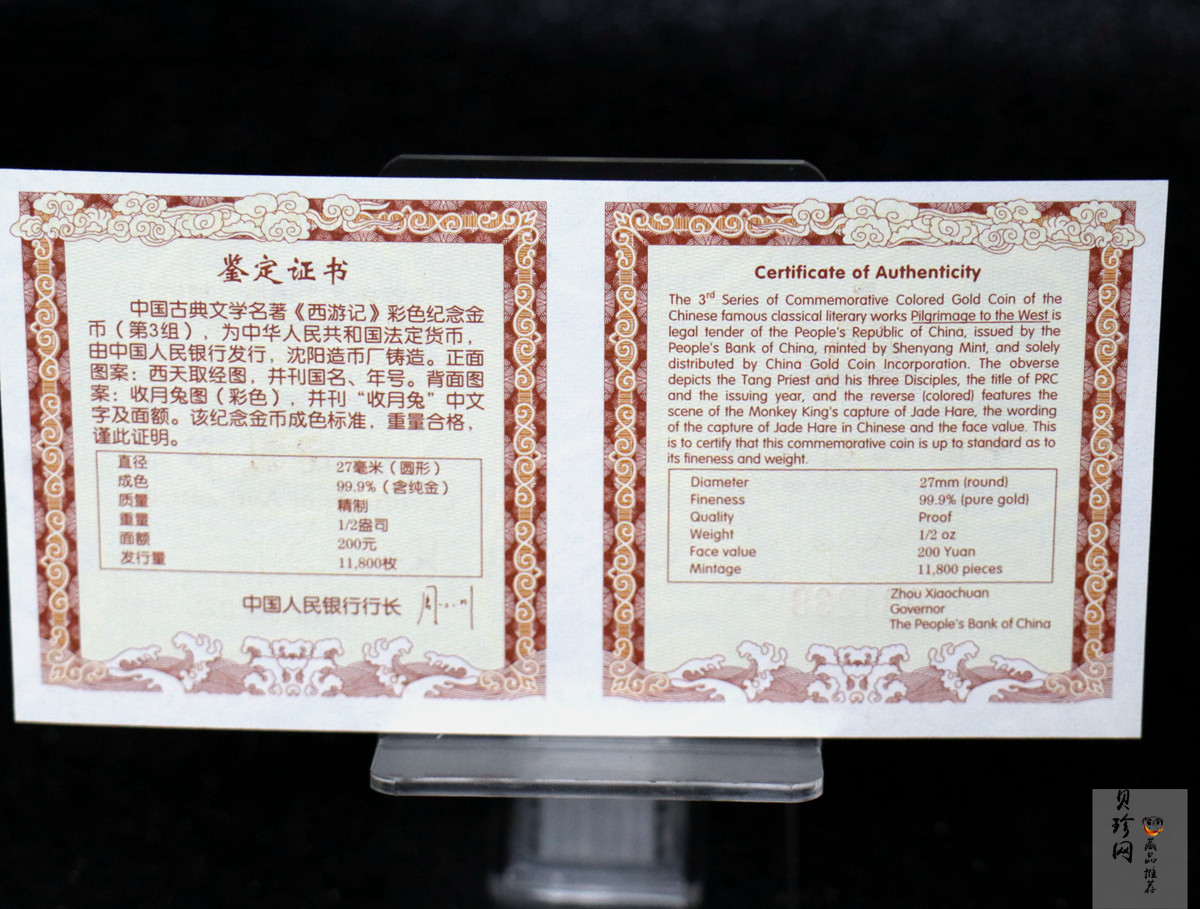 鉴定证书
中国古典文学名著《西游记》彩色纪念金
币（第3组），为中华人民共和国法定货币，
由中国人民银行发行，沈阳造币厂铸造。正面
图案：西天取经图，并刊国名、年号。背面图
案：收月兔图（彩色），并刊“收月兔”中文
字及面额。该纪念金币成色标准，重量合格，
谨此证明。
直径 27毫米（圆形）
成色 99.9%（含纯金）
质量 精制
重量 1/2盎司
面额 200元
发行量 11,800枚
中国人民银行行长
Certificate of Authenticity
The 3rd Series of Commemorative Colored Gold Coin of the
Chinese famous classical literary works Pilgrimage to the West is
legal tender of the People's Republic of China, issued by the
People's Bank of China, minted by Shenyang Mint, and solely
distributed by China Gold Coin Incorporation. The obverse
depicts the Tang Priest and his three Disciples, the title of PRC
and the issuing year, and the reverse (colored) features the
scene of the Monkey King's capture of Jade Hare, the wording
of the capture of Jade Hare in Chinese and the face value. This
is to certify that this commemorative coin is up to standard as to
its fineness and weight.
Diameter 27mm (round)
Fineness 99.9% (pure gold)
Quality Proof
Weight 1/2 oz
Face value 200 Yuan
Mintage 11,800 pieces
Zhou Xiaochuan
Governor
The People's Bank of China
贝珍网
藏品推荐